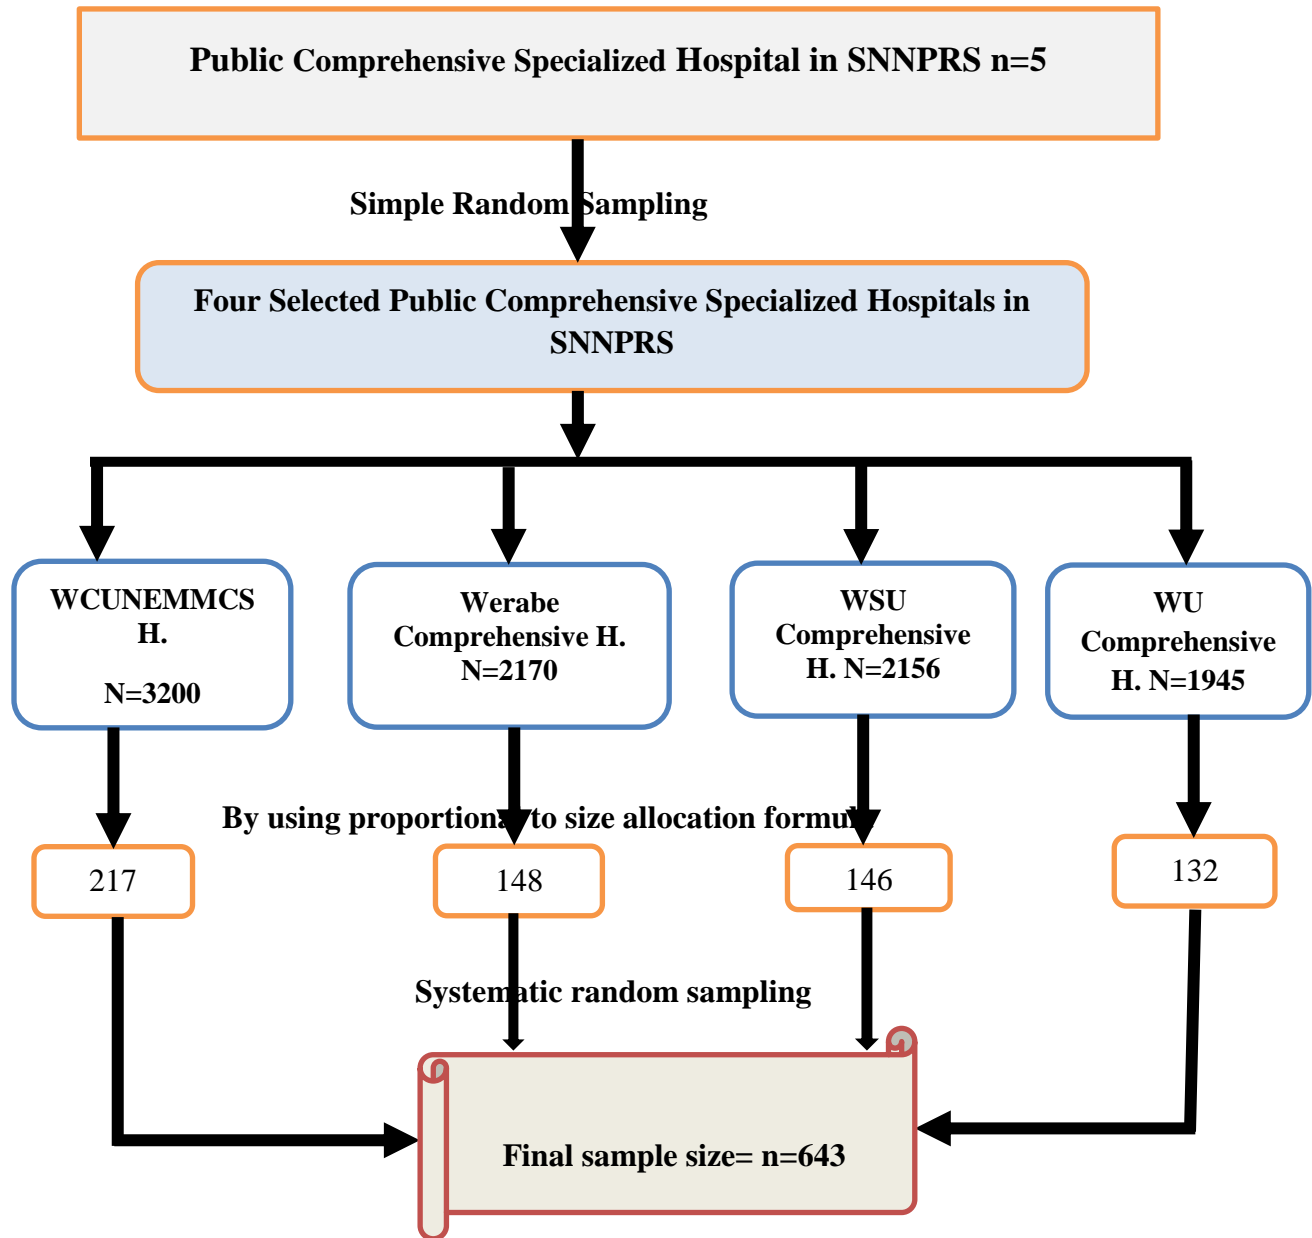 Public Comprehensive Specialized Hospital in SNNPRS n=5
Simple Random Sampling
Four Selected Public Comprehensive Specialized Hospitals in
SNNPRS
WCUNEMMCS
H.
N=3200
Werabe
Comprehensive H.
N=2170
WSU
Comprehensive
H. N=2156
WU
Comprehensive
H. N=1945
By using proportional to size allocation formula
217
148
146
132
Systematic random sampling
Final sample size= n=643